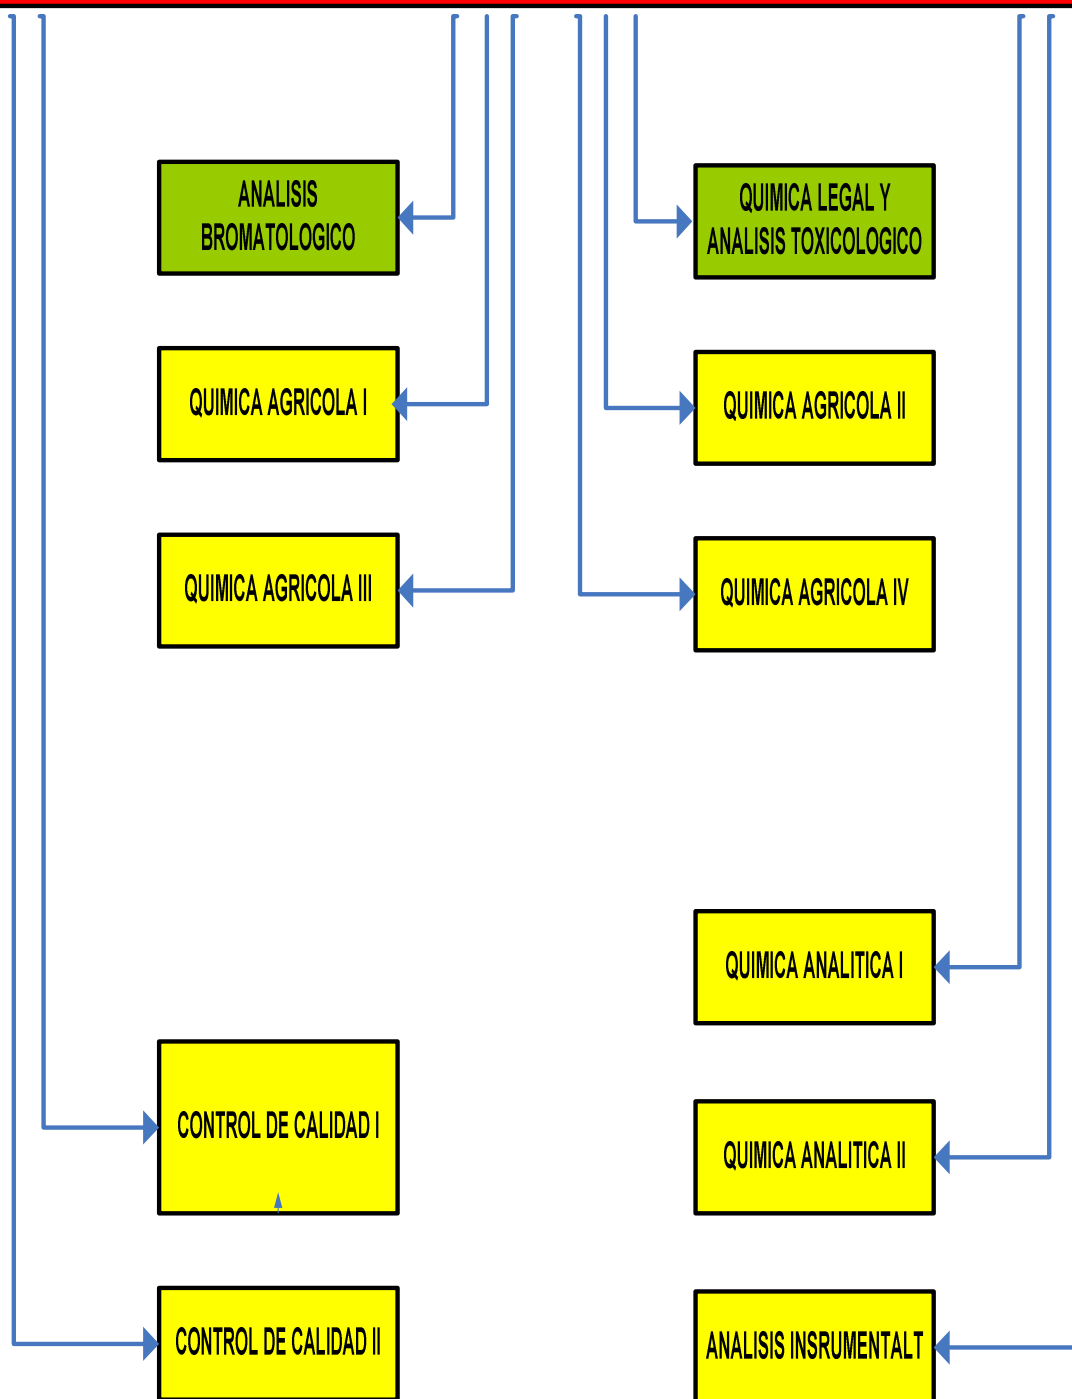 ANALISIS
BROMATOLOGICO
QUIMICA LEGAL Y
ANALISIS TOXICOLOGICO
QUIMICA AGRICOLA I
QUIMICA AGRICOLA II
QUIMICA AGRICOLA III
QUIMICA AGRICOLA IV
QUIMICA ANALITICA I
CONTROL DE CALIDAD I
QUIMICA ANALITICA II
CONTROL DE CALIDAD II
ANALISIS INSRUMENTALT